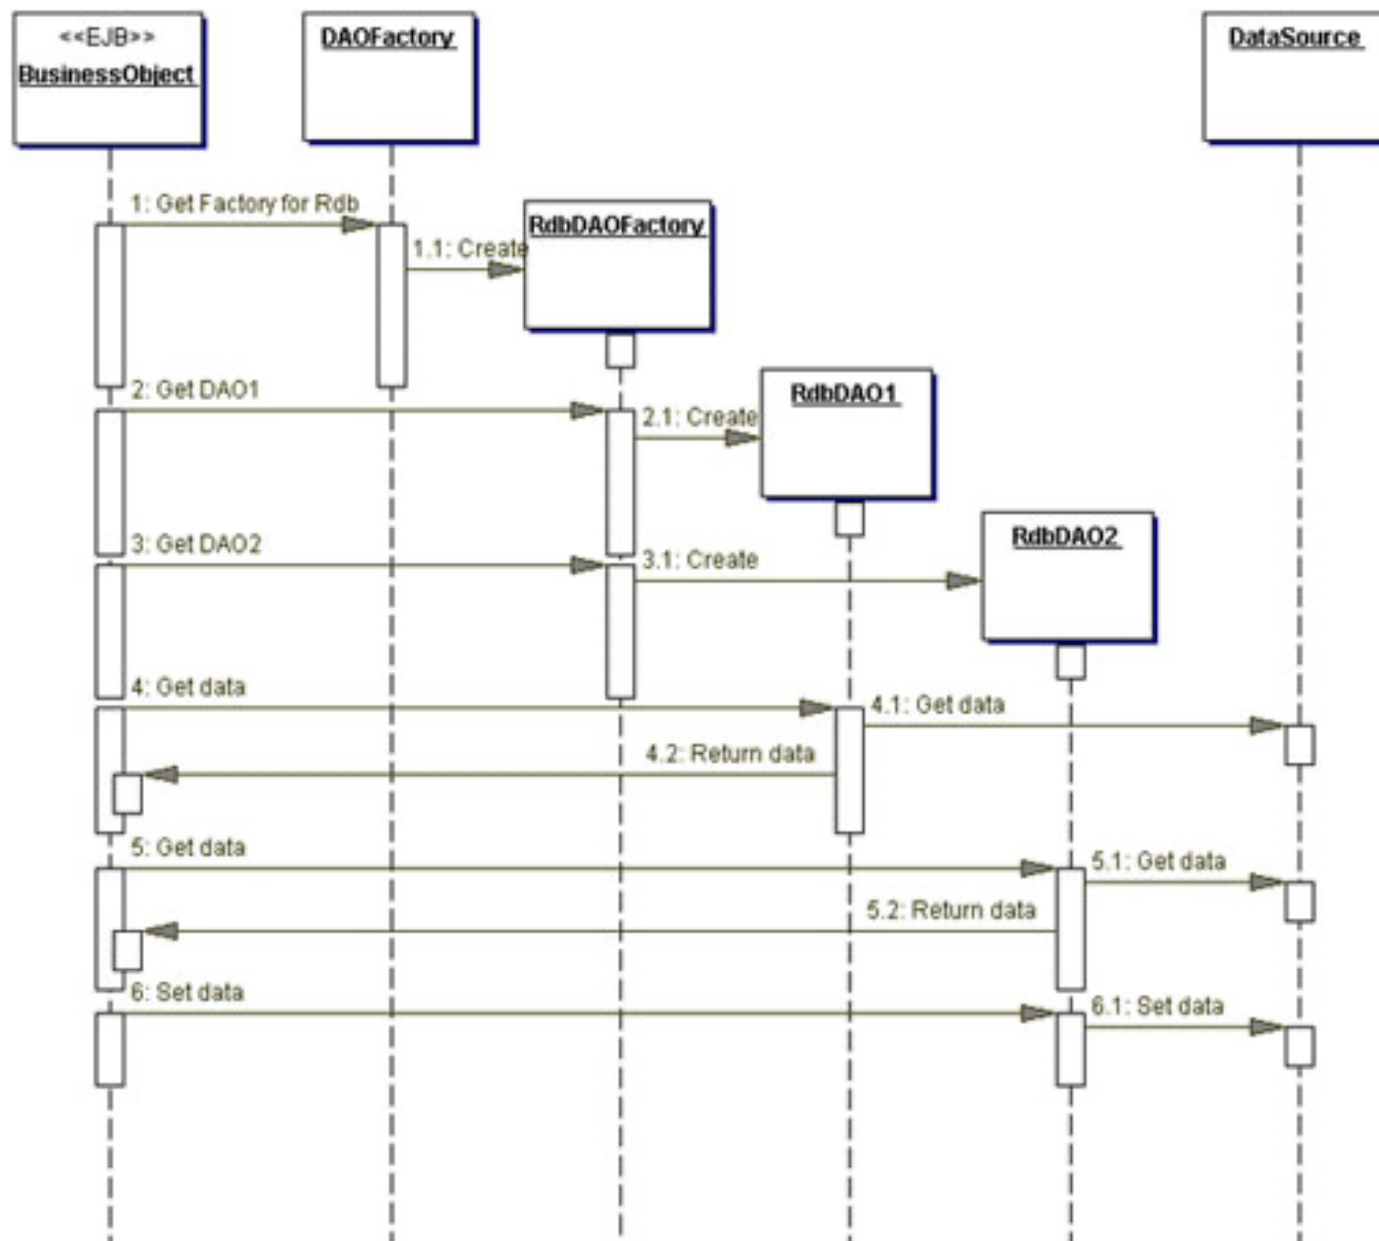 <<EJB>>
BusinessObject
DAOFactory
DataSource
1: Get Factory for Rdb
RdbDAOFactory
1.1: Create
2: Get DAO1
RdbDAO1
2.1: Create
3: Get DAO2
RdbDAO2
3.1: Create
4: Get data
4.1: Get data
4.2: Return data
5: Get data
5.1: Get data
5.2: Return data
6: Set data
6.1: Set data